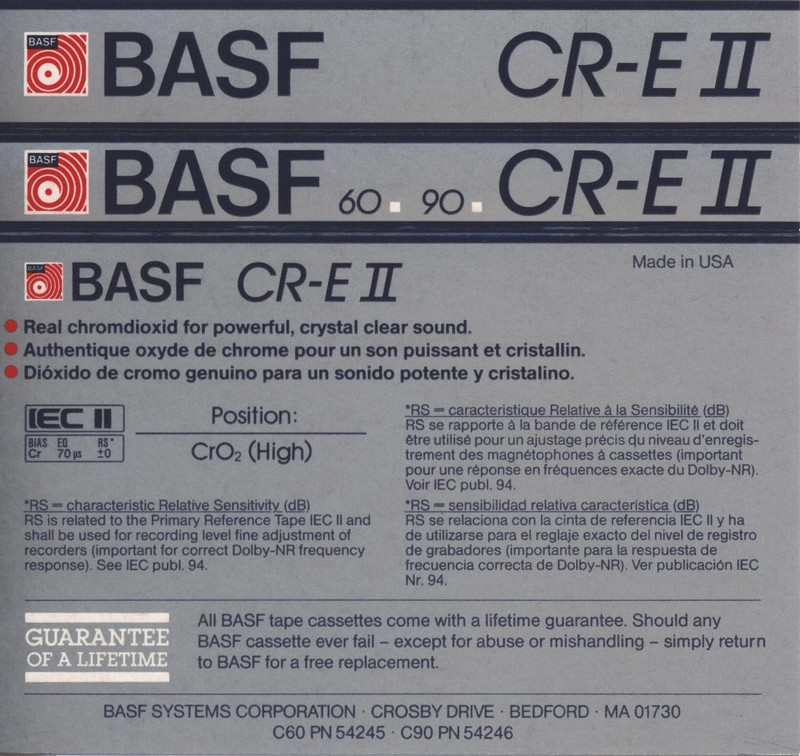 BASF BASF CR-E II
BASF BASF 60 90 CR-E II
BASF BASF CR-E II
Made in USA
Real chromdioxid for powerful, crystal clear sound.
Authentique oxyde de chrome pour un son puissant et cristallin.
Dióxido de cromo genuino para un sonido potente y cristalino.
IEC II
BIAS EQ RS*
Cr 70 µs ±0
Position:
CrO₂ (High)
*RS = characteristic Relative Sensitivity (dB)
RS is related to the Primary Reference Tape IEC II and
shall be used for recording level fine adjustment of
recorders (important for correct Dolby-NR frequency
response). See IEC publ. 94.
*RS = caracteristique Relative à la Sensibilité (dB)
RS se rapporte à la bande de référence IEC II et doit
être utilisé pour un ajustage précis du niveau d'enregis-
trement des magnétophones à cassettes (important
pour une réponse en fréquences exacte du Dolby-NR).
Voir IEC publ. 94.
*RS = sensibilidad relativa característica (dB)
RS se relaciona con la cinta de referencia IEC II y ha
de utilizarse para el reglaje exacto del nivel de registro
de grabadores (importante para la respuesta de
frecuencia correcta de Dolby-NR). Ver publicación IEC
Nr. 94.
GUARANTEE
OF A LIFETIME
All BASF tape cassettes come with a lifetime guarantee. Should any
BASF cassette ever fail – except for abuse or mishandling – simply return
to BASF for a free replacement.
BASF SYSTEMS CORPORATION · CROSBY DRIVE · BEDFORD · MA 01730
C60 PN 54245 · C90 PN 54246